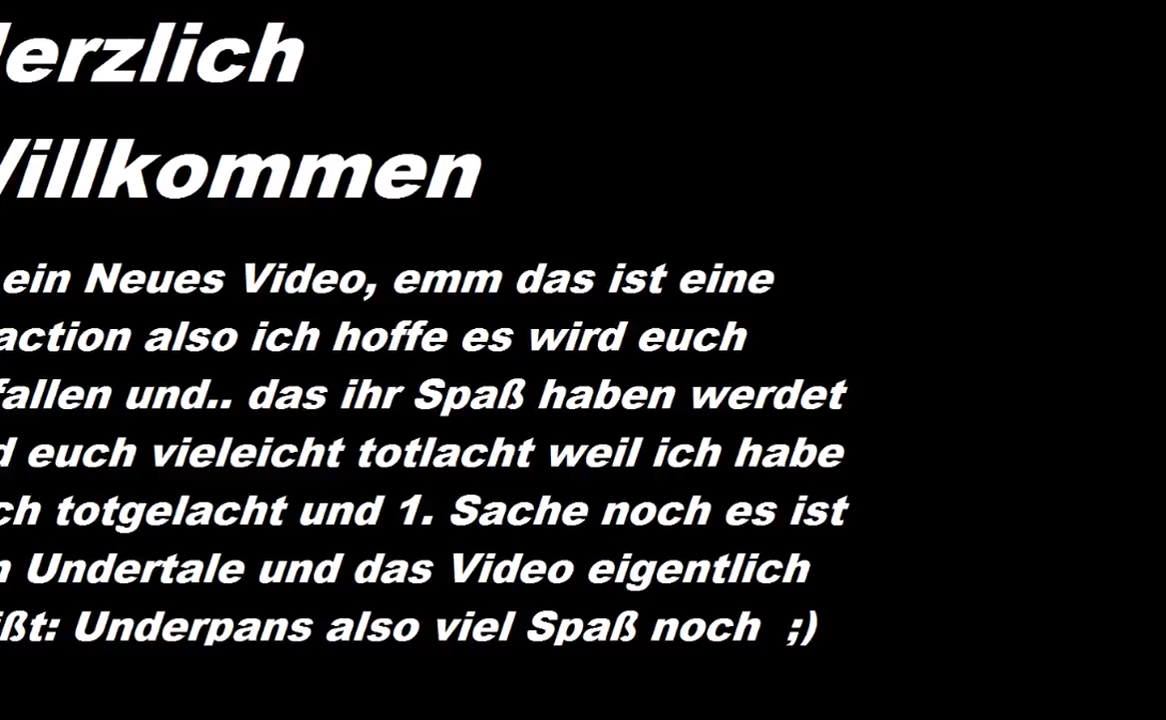 erzlich
illkommen
ein Neues Video, emm das ist eine
action also ich hoffe es wird euch
fallen und.. das ihr Spaß haben werdet
d euch vieleicht totlacht weil ich habe
ch totgelacht und 1. Sache noch es ist
n Undertale und das Video eigentlich
ißt: Underpans also viel Spaß noch ;)